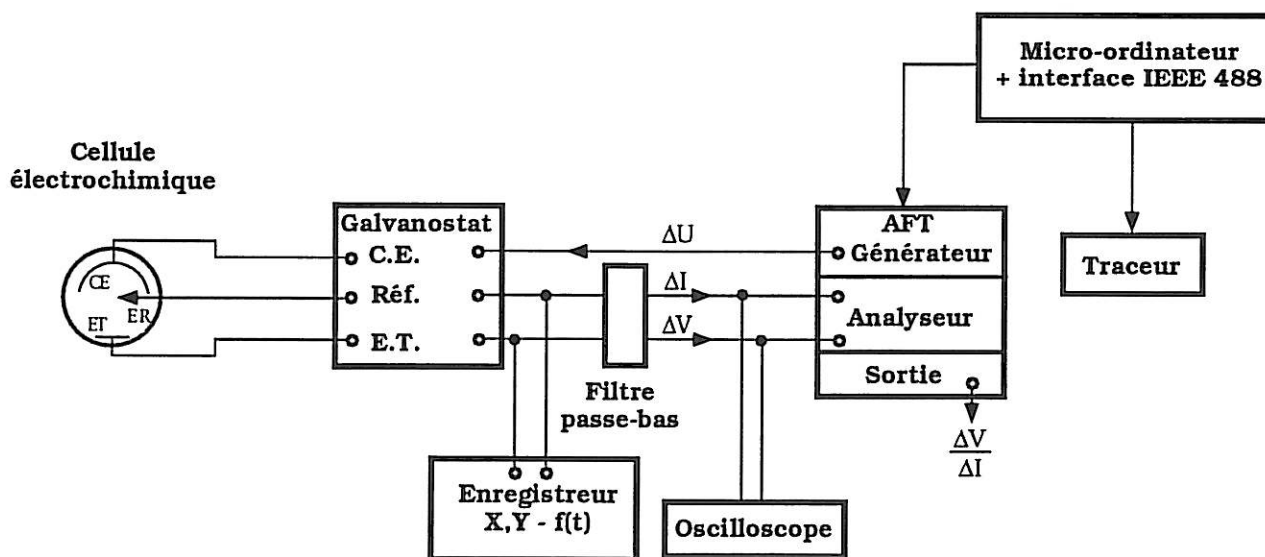 Micro-ordinateur
+ interface IEEE 488
Cellule
électrochimique
Galvanostat
C.E.
Réf.
E.T.
CE
ER
ET
ΔU
ΔI
ΔV
AFT
Générateur
Analyseur
Sortie
Traceur
Filtre
passe-bas
ΔV
ΔI
Enregistreur
X,Y - f(t)
Oscilloscope